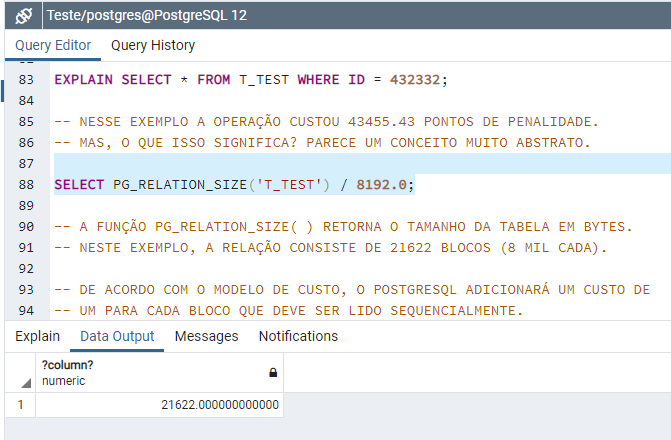 Teste/postgres@PostgreSQL 12
Query Editor Query History
83 EXPLAIN SELECT * FROM T_TEST WHERE ID = 432332;
84
85 -- NESSE EXEMPLO A OPERAÇÃO CUSTOU 43455.43 PONTOS DE PENALIDADE.
86 -- MAS, O QUE ISSO SIGNIFICA? PARECE UM CONCEITO MUITO ABSTRATO.
87
88 SELECT PG_RELATION_SIZE('T_TEST') / 8192.0;
89
90 -- A FUNÇÃO PG_RELATION_SIZE( ) RETORNA O TAMANHO DA TABELA EM BYTES.
91 -- NESTE EXEMPLO, A RELAÇÃO CONSISTE DE 21622 BLOCOS (8 MIL CADA).
92
93 -- DE ACORDO COM O MODELO DE CUSTO, O POSTGRESQL ADICIONARÁ UM CUSTO DE
94 -- UM PARA CADA BLOCO QUE DEVE SER LIDO SEQUENCIALMENTE.
Explain Data Output Messages Notifications
?column?
numeric
1 21622.000000000000